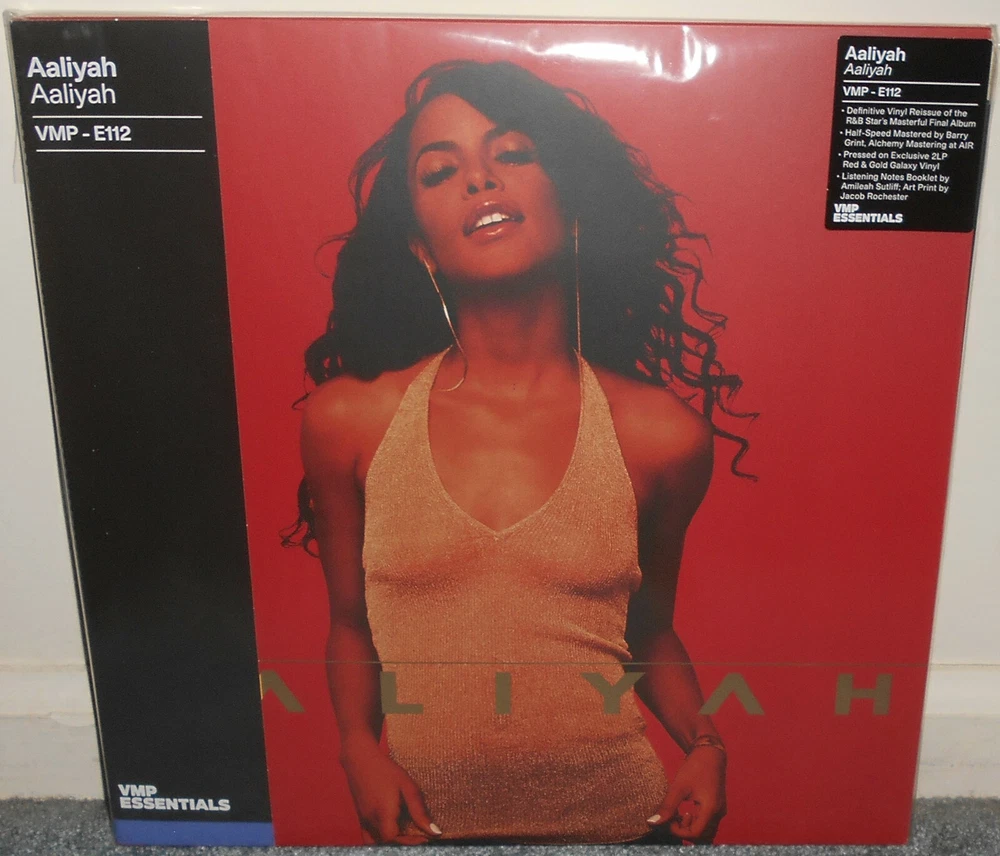 Aaliyah
Aaliyah
VMP - E112
Aaliyah
Aaliyah
VMP - E112
• Definitive Vinyl Reissue of the
R&B Star's Masterful Final Album
• Half-Speed Mastered by Barry
Grint, Alchemy Mastering at AIR
• Pressed on Exclusive 2LP
Red & Gold Galaxy Vinyl
• Listening Notes Booklet by
Amileah Sutliff; Art Print by
Jacob Rochester
VMP
ESSENTIALS
ALIYAH
VMP
ESSENTIALS